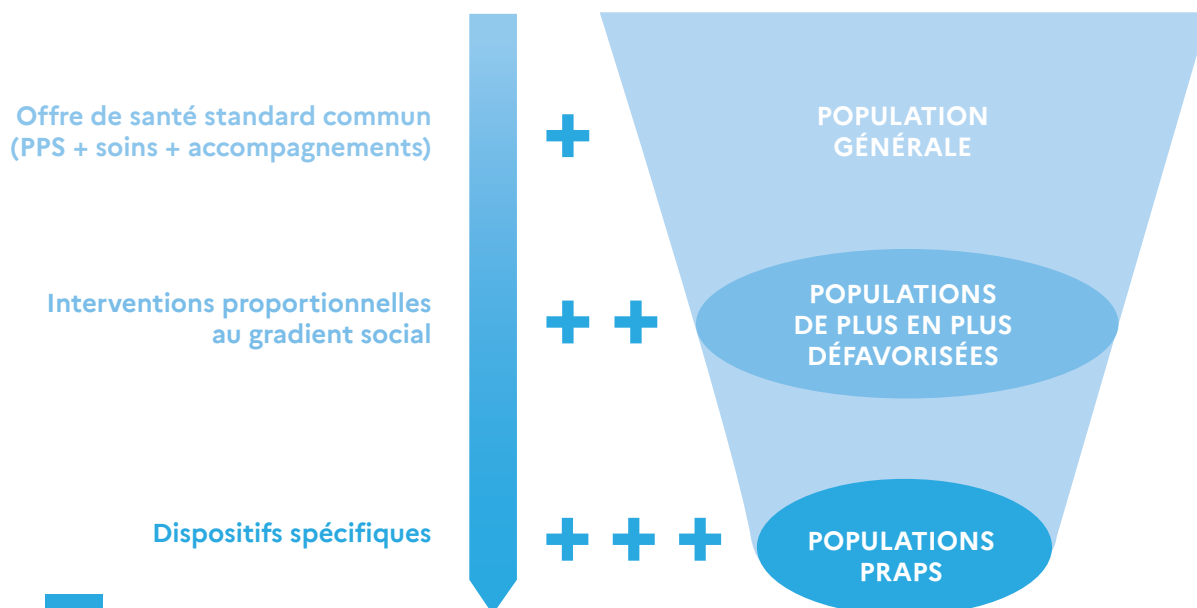 Offre de santé standard commun
(PPS + soins + accompagnements)
+
POPULATION
GÉNÉRALE
Interventions proportionnelles
au gradient social
+ +
POPULATIONS
DE PLUS EN PLUS
DÉFAVORISÉES
Dispositifs spécifiques
+ + +
POPULATIONS
PRAPS